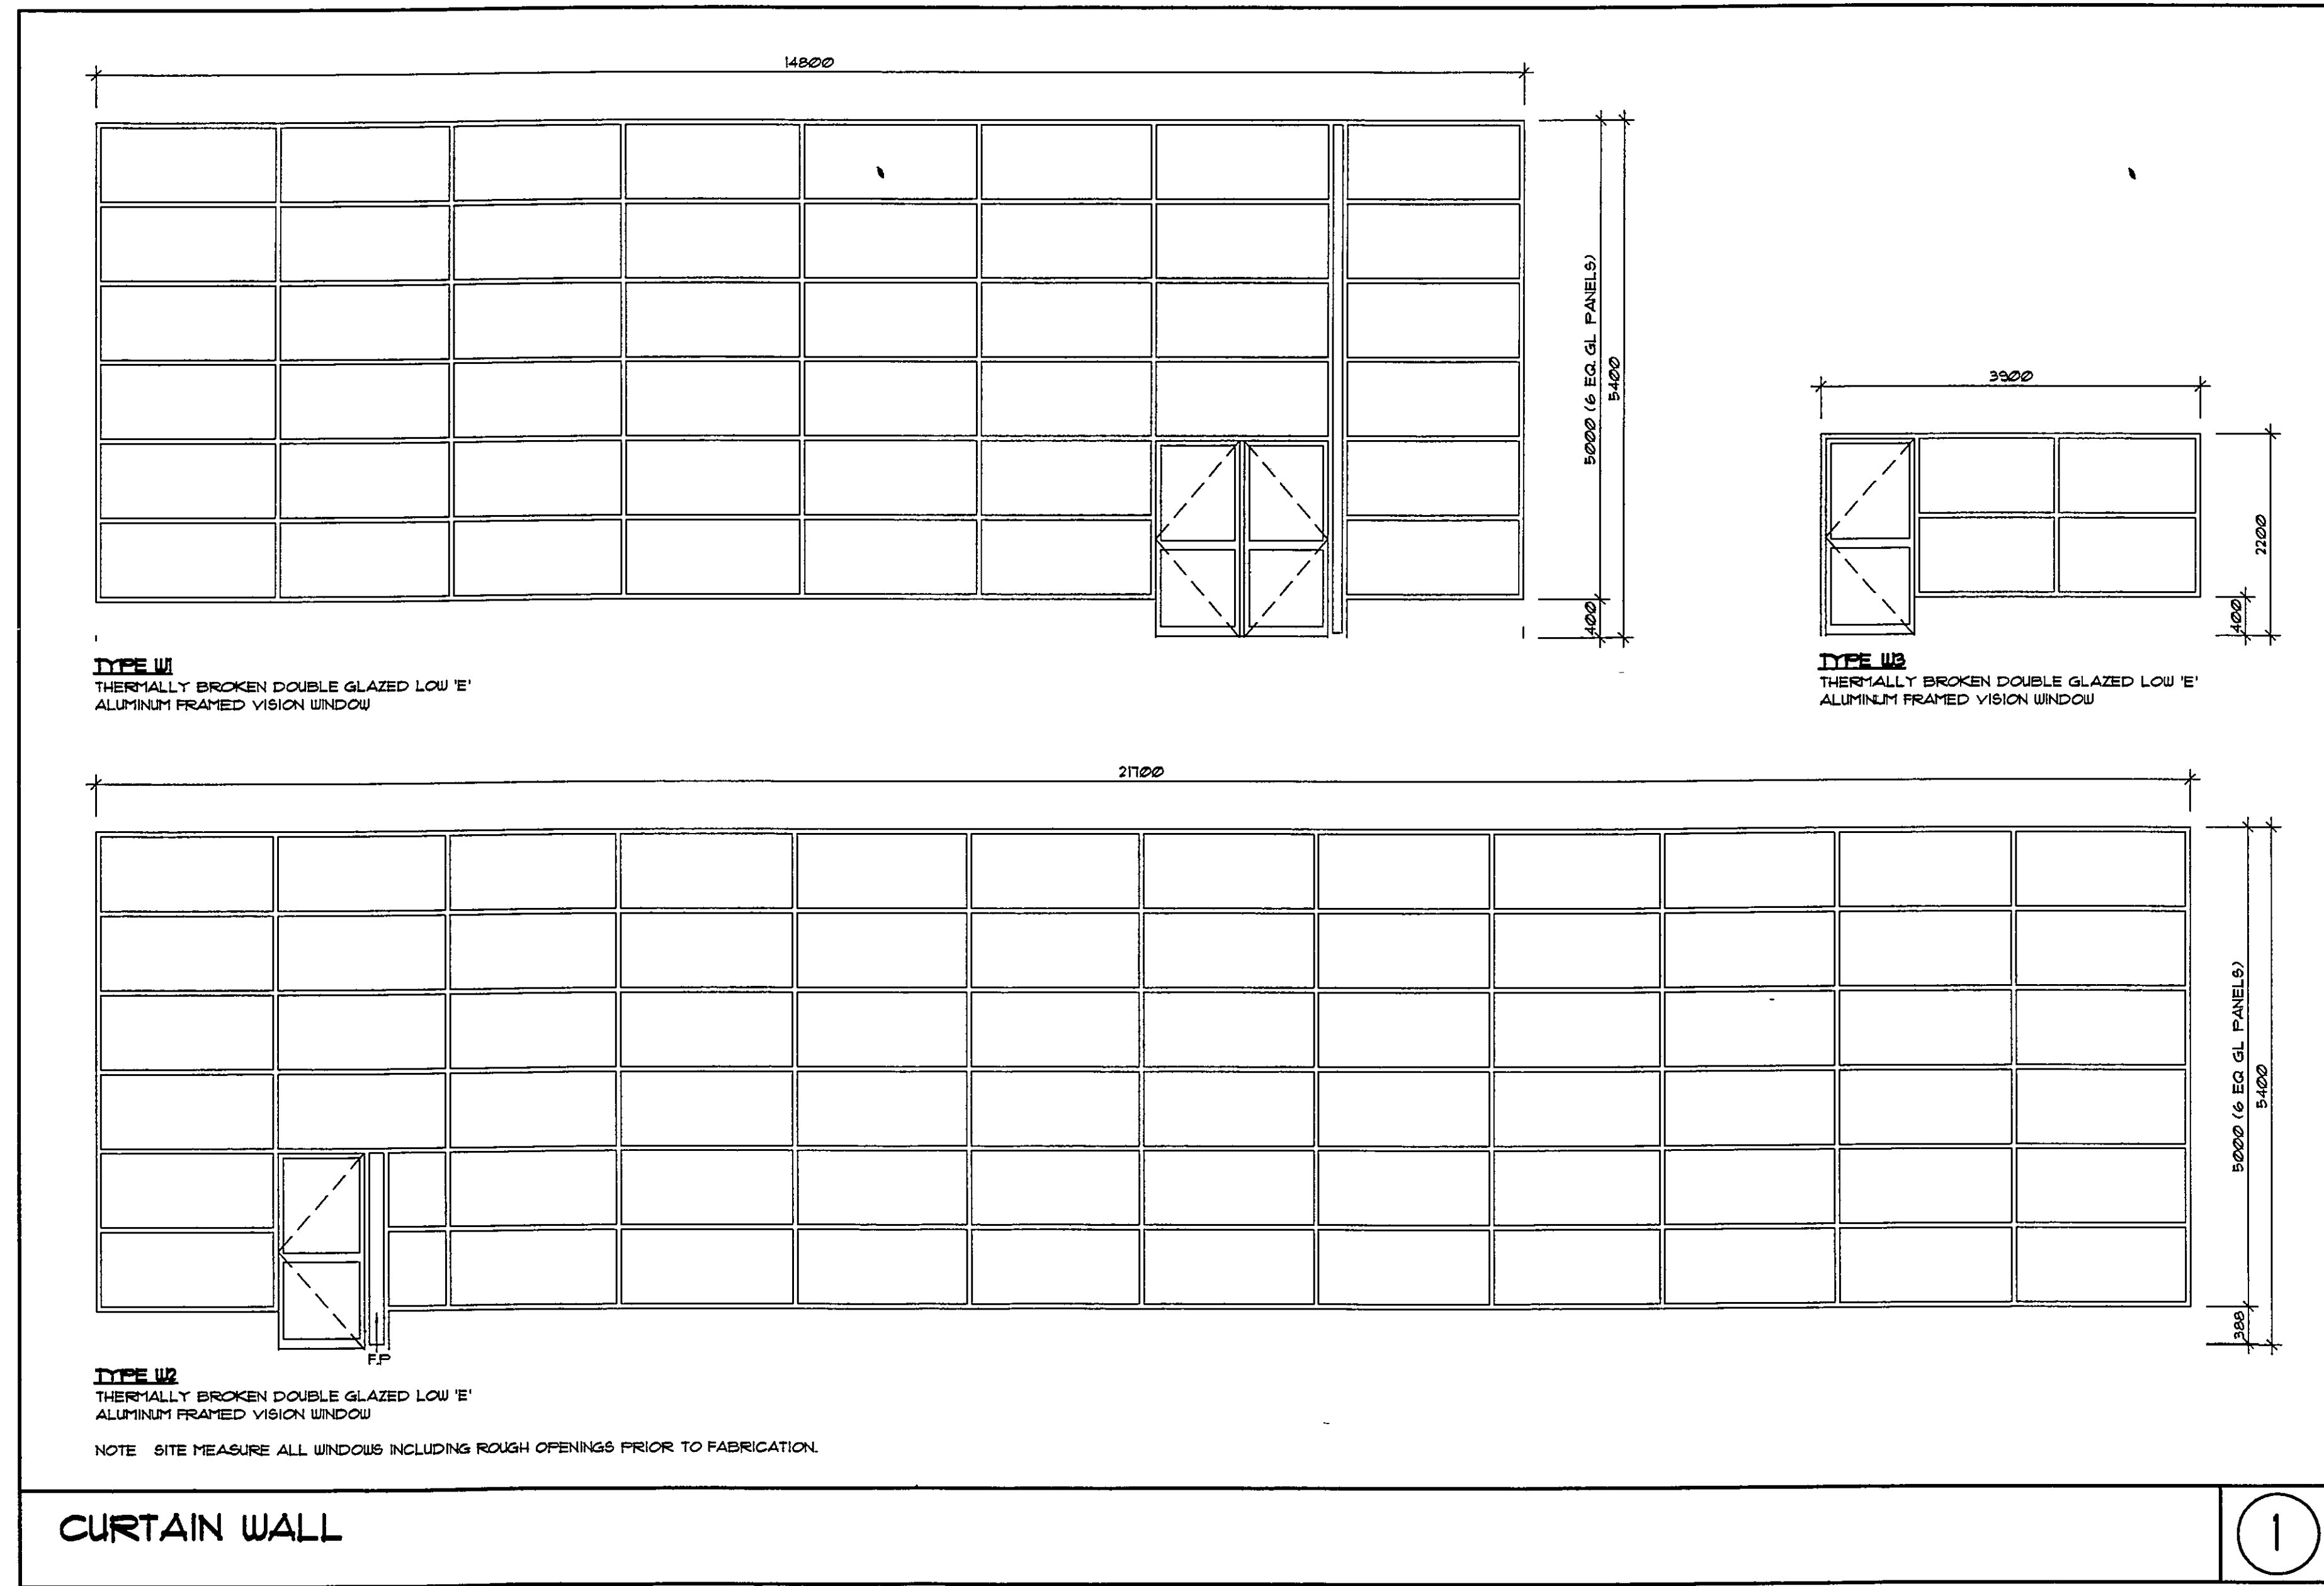 14800
5000 (6 EQ. GL PANELS)
5400
400
TYPE W1
THERMALLY BROKEN DOUBLE GLAZED LOW 'E'
ALUMINUM FRAMED VISION WINDOW
3900
2200
400
TYPE W3
THERMALLY BROKEN DOUBLE GLAZED LOW 'E'
ALUMINUM FRAMED VISION WINDOW
21700
5000 (6 EQ GL PANELS)
5400
388
F.P
TYPE W2
THERMALLY BROKEN DOUBLE GLAZED LOW 'E'
ALUMINUM FRAMED VISION WINDOW
NOTE SITE MEASURE ALL WINDOWS INCLUDING ROUGH OPENINGS PRIOR TO FABRICATION.
CURTAIN WALL
1